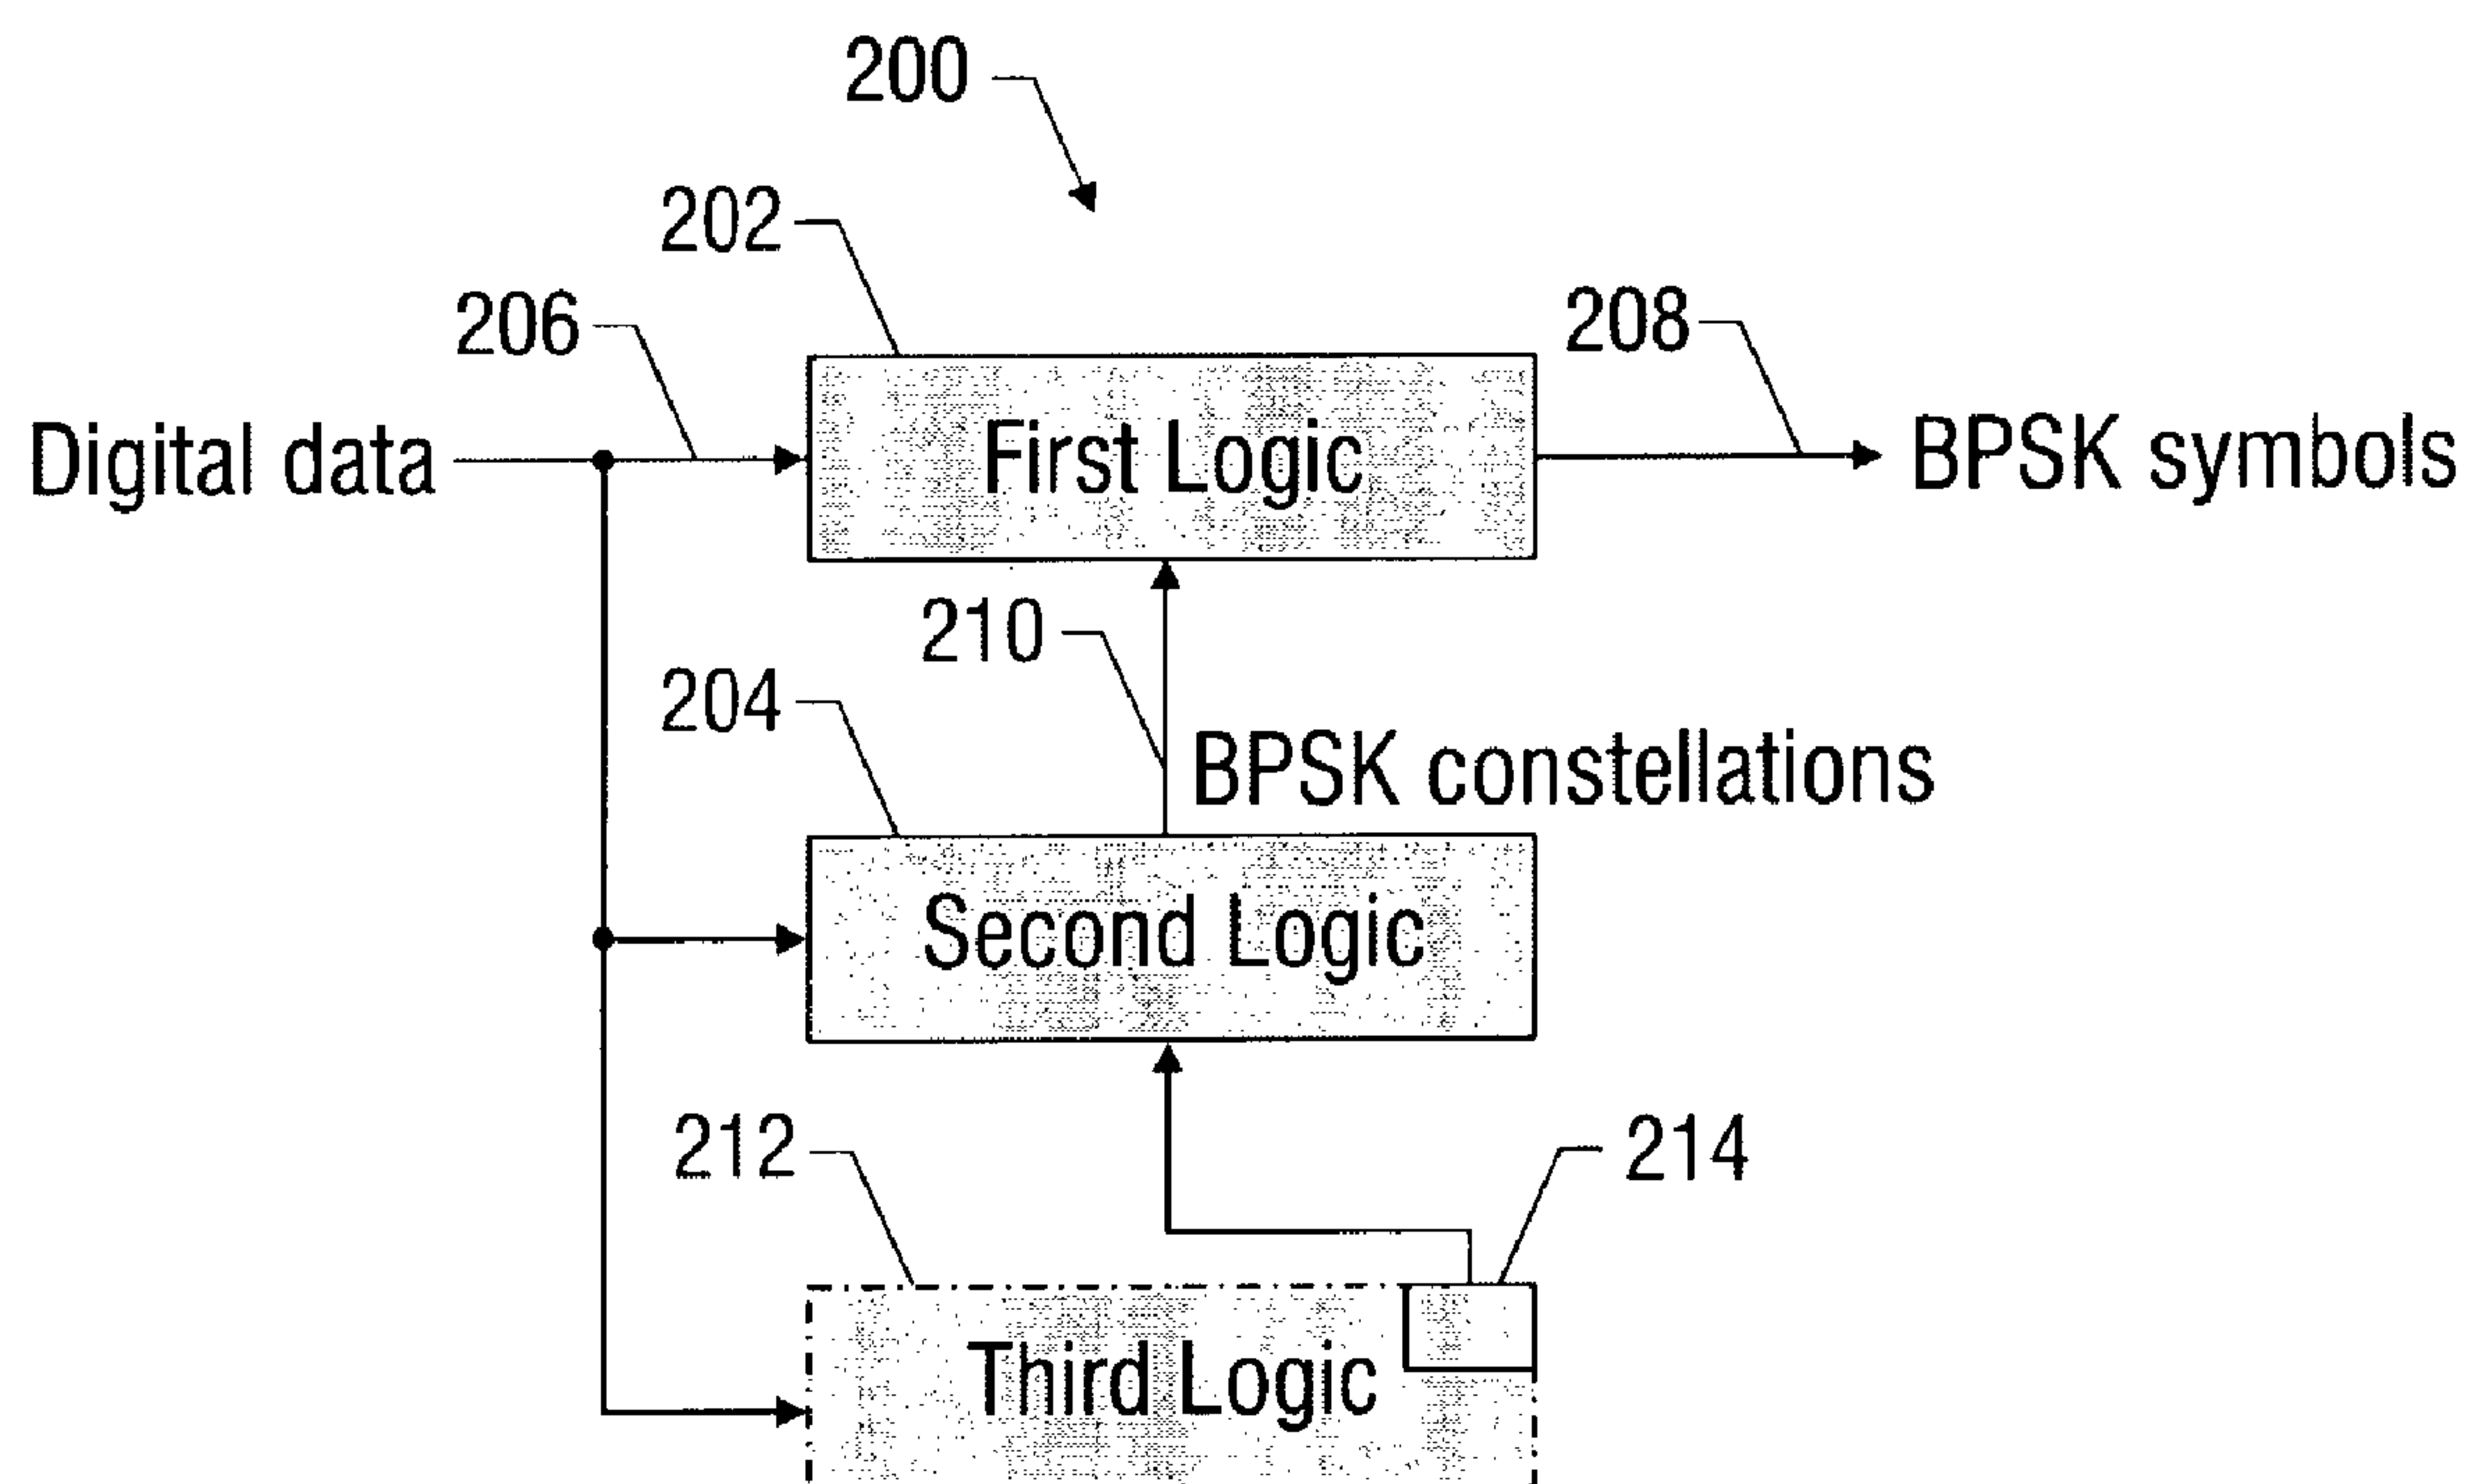 200
202
206
208
Digital data
First Logic
BPSK symbols
210
204
BPSK constellations
Second Logic
212
214
Third Logic